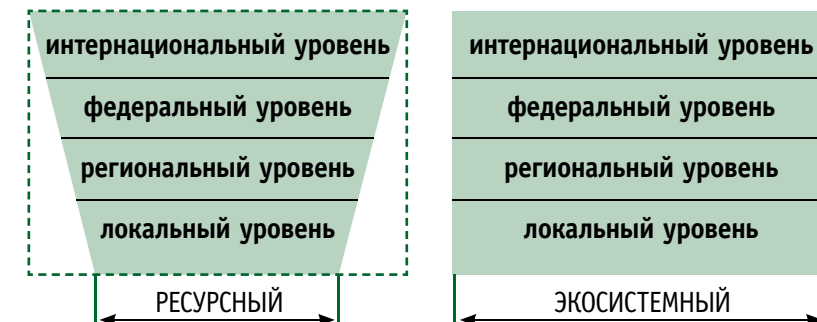 интернациональный уровень
федеральный уровень
региональный уровень
локальный уровень
РЕСУРСНЫЙ
интернациональный уровень
федеральный уровень
региональный уровень
локальный уровень
ЭКОСИСТЕМНЫЙ